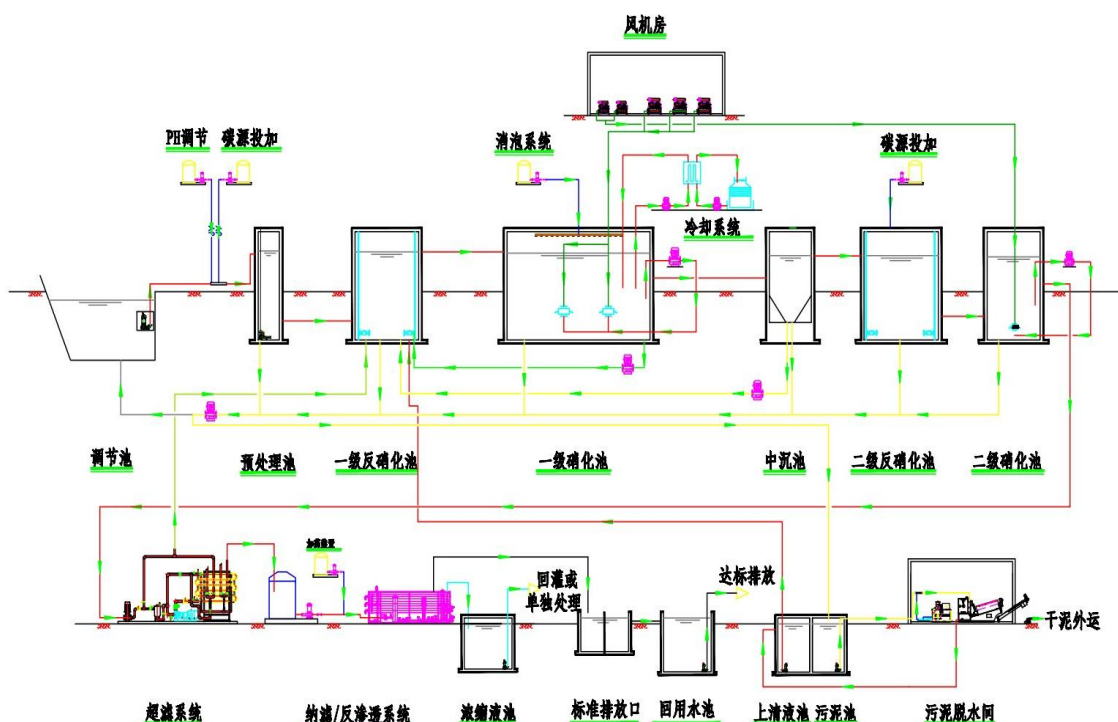 风机房
PH调节
碳源投加
消泡系统
碳源投加
冷却系统
调节池
预处理池
一级反硝化池
一级硝化池
中沉池
二级反硝化池
二级硝化池
回灌或
单独处理
达标排放
干泥外运
超滤系统
纳滤/反渗透系统
浓缩液池
标准排放口
回用水池
上清液池
污泥池
污泥脱水间